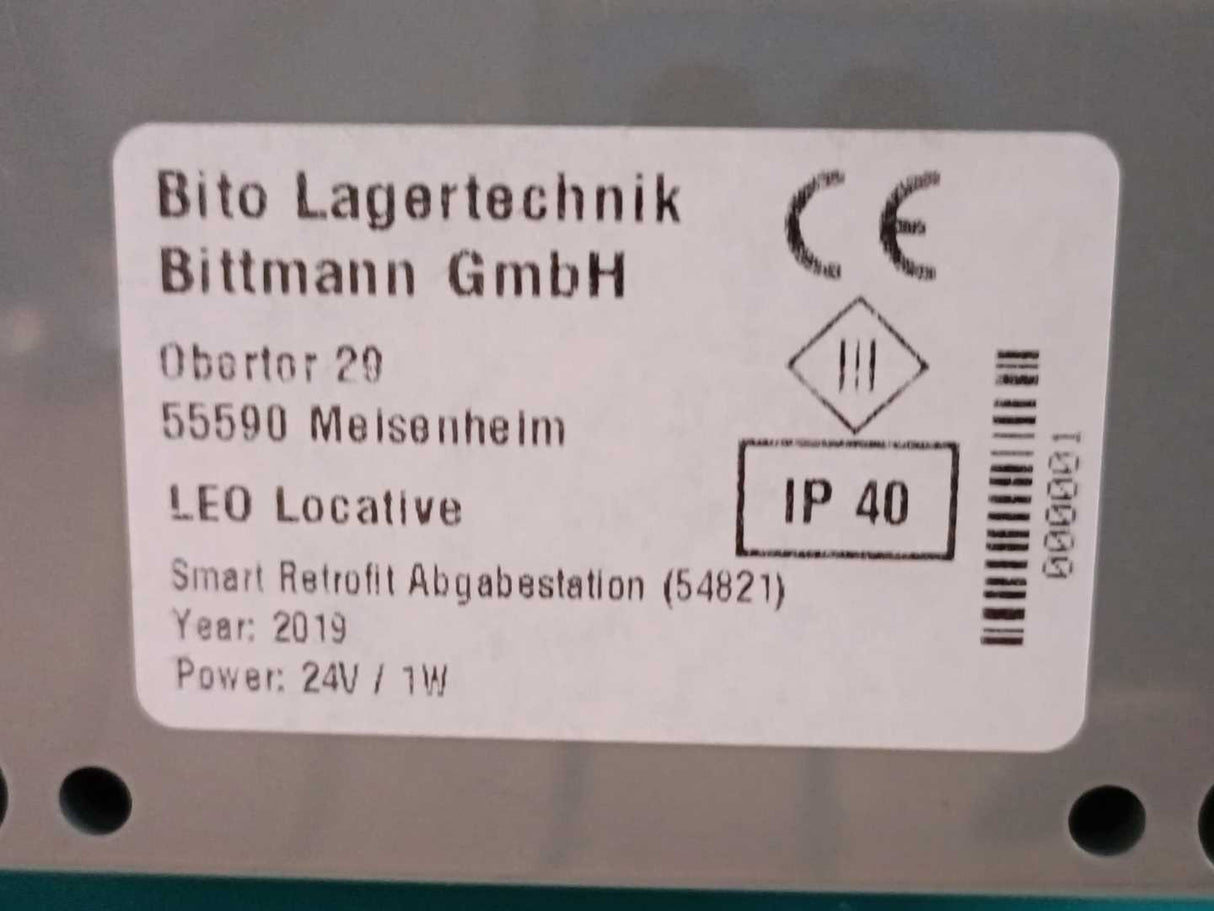 Bito Lagertechnik
Bittmann GmbH
Obertor 29
55590 Meisenheim
LEO Locative
Smart Retrofit Abgabestation (54821)
Year: 2019
Power: 24V / 1W
CE
III
IP 40
0000001